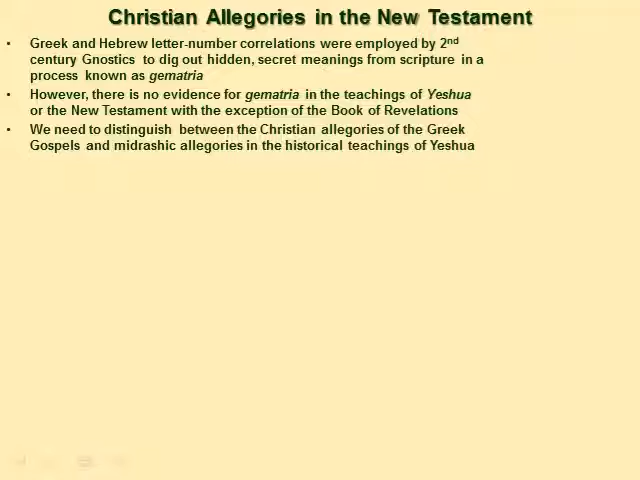 Christian Allegories in the New Testament
• Greek and Hebrew letter-number correlations were employed by 2nd
century Gnostics to dig out hidden, secret meanings from scripture in a
process known as gematria
• However, there is no evidence for gematria in the teachings of Yeshua
or the New Testament with the exception of the Book of Revelations
• We need to distinguish between the Christian allegories of the Greek
Gospels and midrashic allegories in the historical teachings of Yeshua